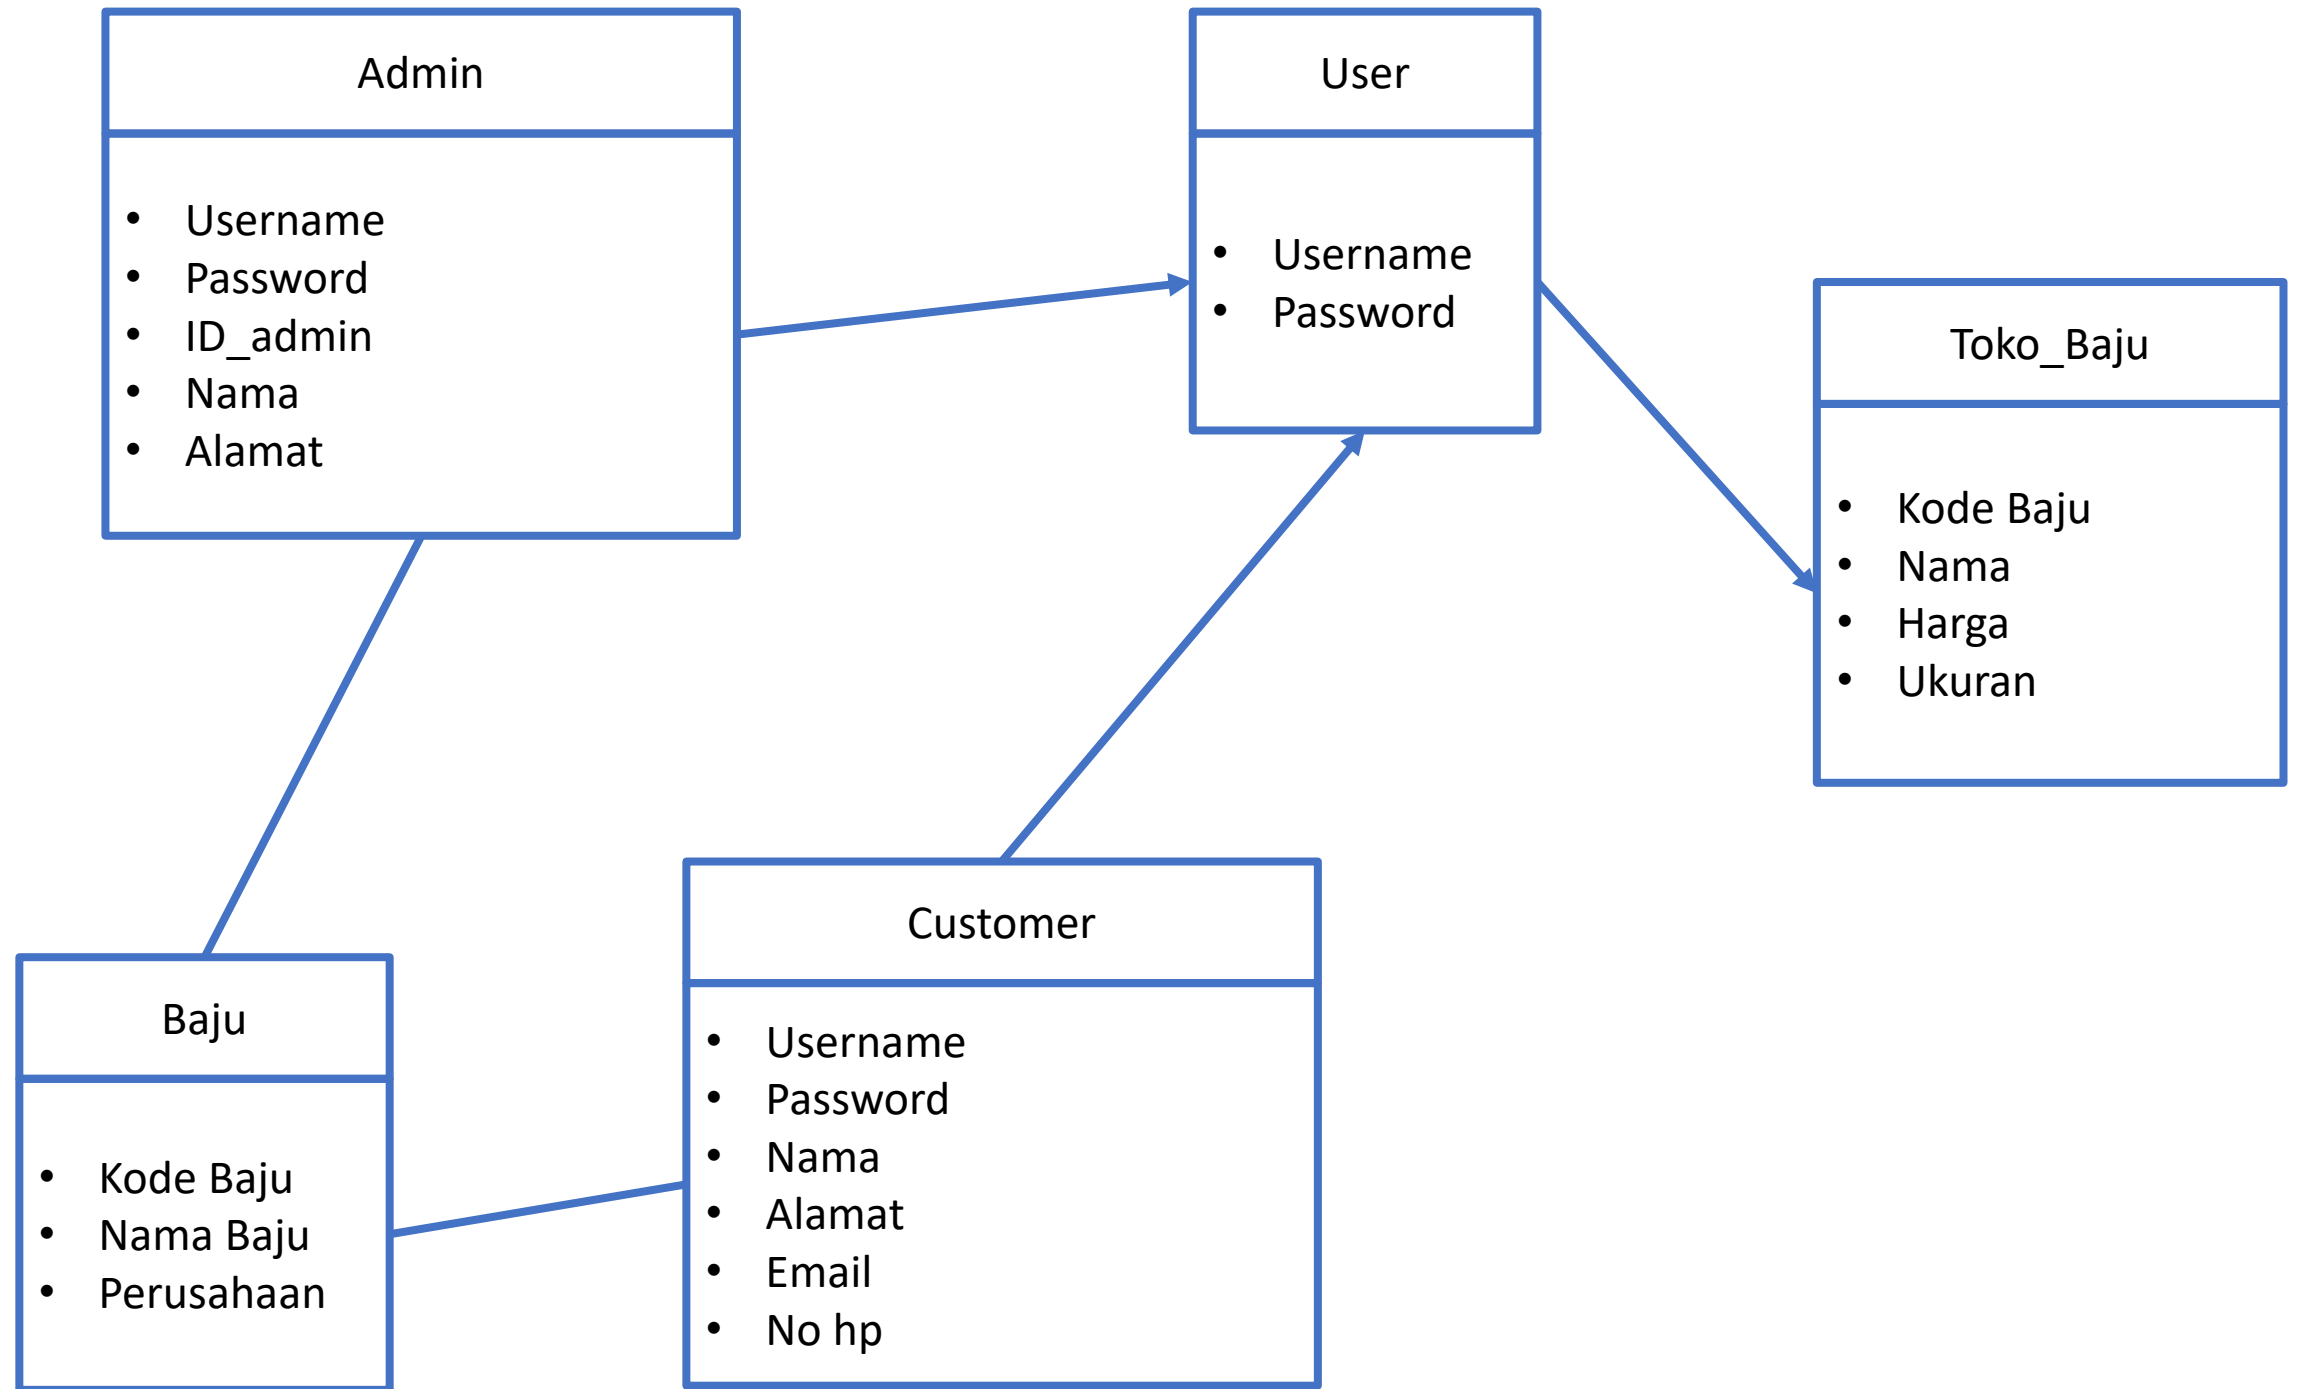 Admin
• Username
• Password
• ID_admin
• Nama
• Alamat
User
• Username
• Password
Toko_Baju
• Kode Baju
• Nama
• Harga
• Ukuran
Baju
• Kode Baju
• Nama Baju
• Perusahaan
Customer
• Username
• Password
• Nama
• Alamat
• Email
• No hp